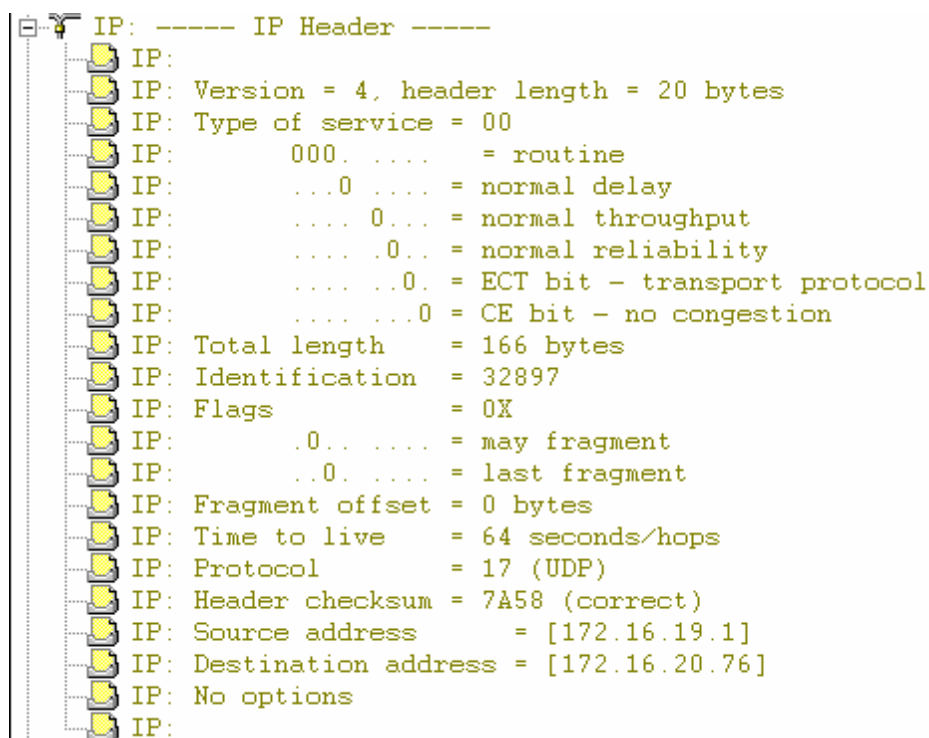 IP: ----- IP Header -----
IP:
IP: Version = 4, header length = 20 bytes
IP: Type of service = 00
IP:       000. ....   = routine
IP:       ...0 .... = normal delay
IP:       .... 0... = normal throughput
IP:       .... .0.. = normal reliability
IP:       .... ..0. = ECT bit - transport protocol
IP:       .... ...0 = CE bit - no congestion
IP: Total length    = 166 bytes
IP: Identification  = 32897
IP: Flags           = 0X
IP:       .0.. .... = may fragment
IP:       ..0. .... = last fragment
IP: Fragment offset = 0 bytes
IP: Time to live    = 64 seconds/hops
IP: Protocol        = 17 (UDP)
IP: Header checksum = 7A58 (correct)
IP: Source address      = [172.16.19.1]
IP: Destination address = [172.16.20.76]
IP: No options
IP: